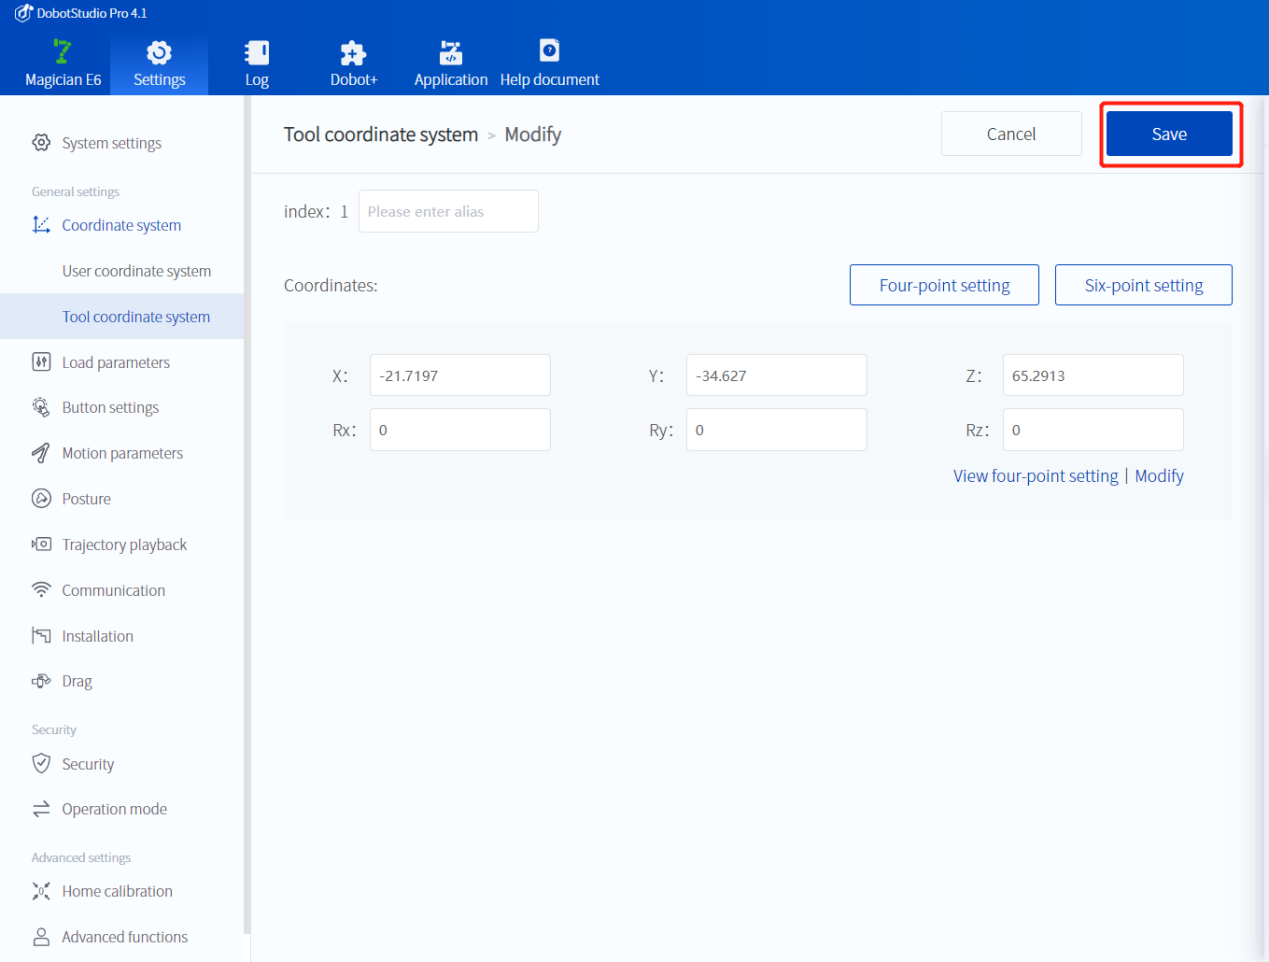 DobotStudio Pro 4.1
Magician E6
Settings
Log
Dobot+
Application
Help document
System settings
General settings
Coordinate system
User coordinate system
Tool coordinate system
Load parameters
Button settings
Motion parameters
Posture
Trajectory playback
Communication
Installation
Drag
Security
Security
Operation mode
Advanced settings
Home calibration
Advanced functions
Tool coordinate system > Modify
Cancel
Save
index: 1
Please enter alias
Coordinates:
Four-point setting
Six-point setting
X: -21.7197
Y: -34.627
Z: 65.2913
Rx: 0
Ry: 0
Rz: 0
View four-point setting | Modify